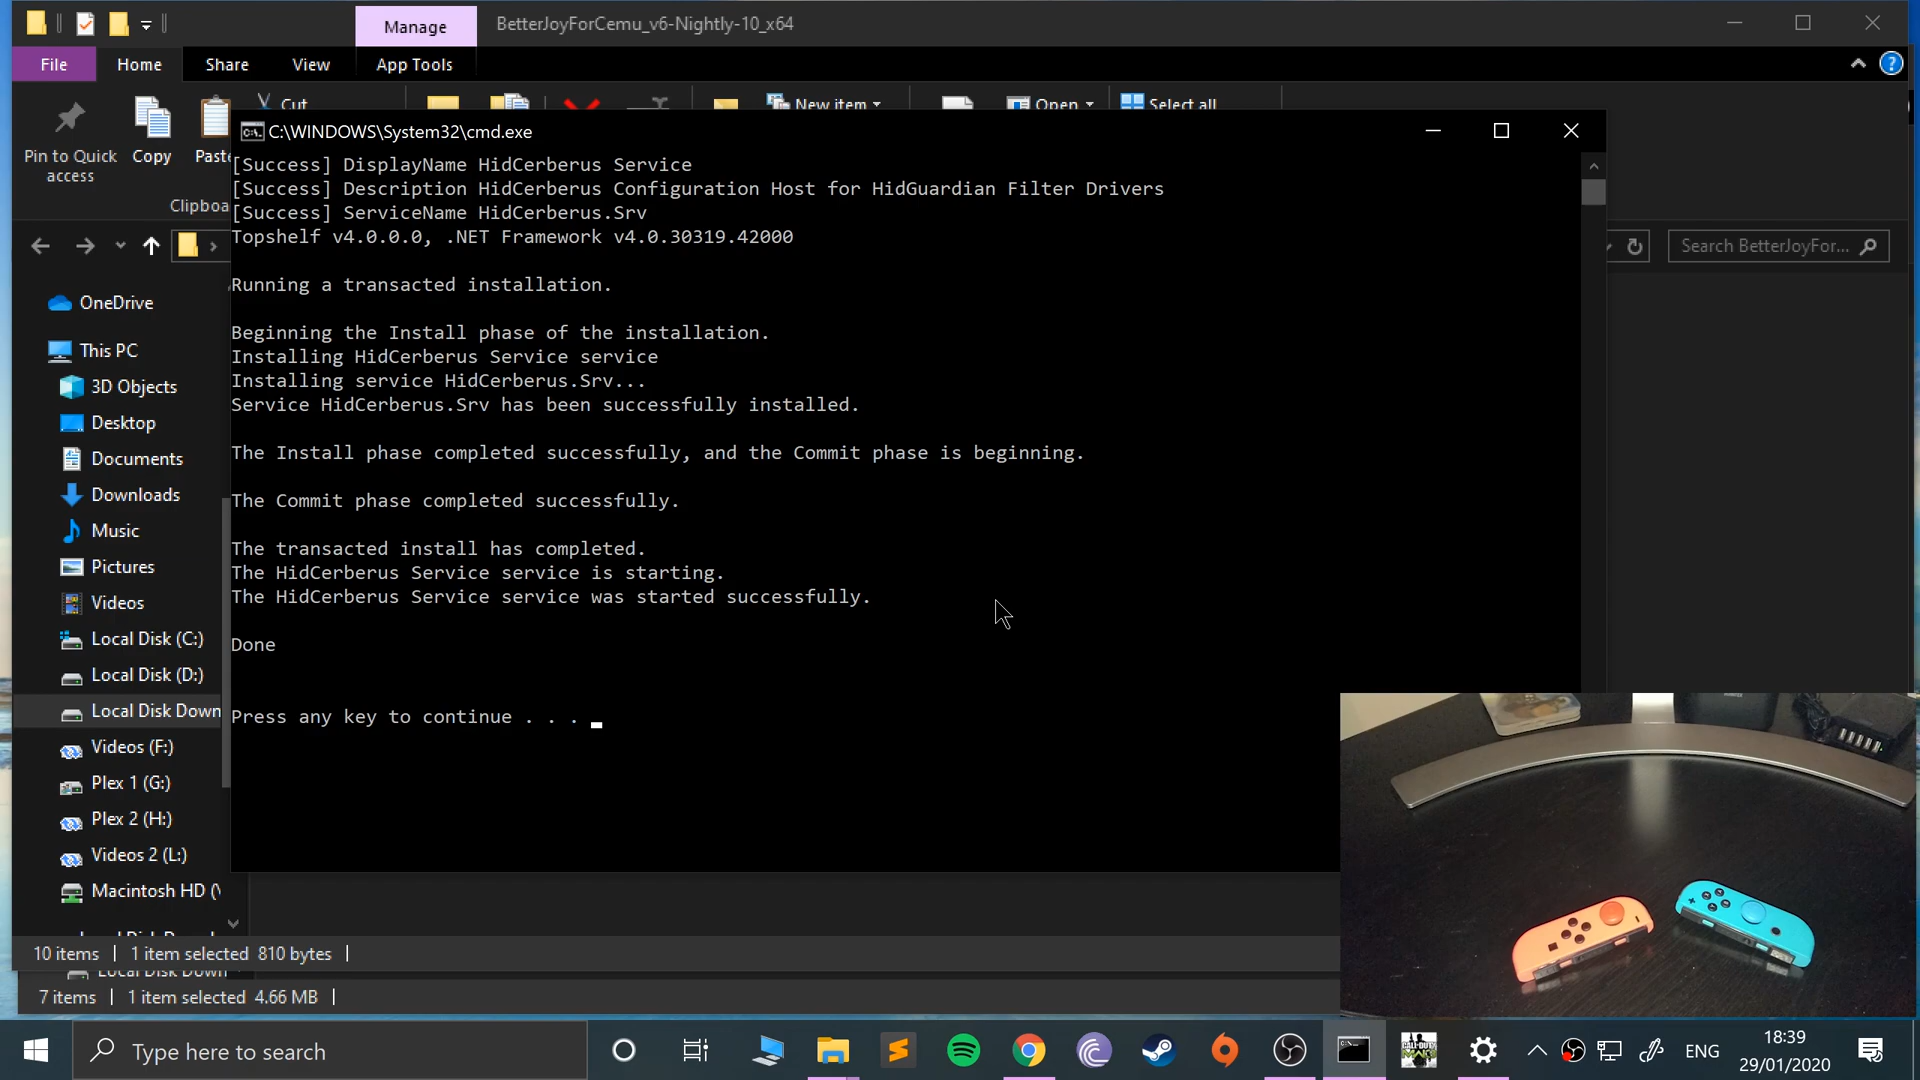 Manage
BetterJoyForCemu_v6-Nightly-10_x64
File
Home
Share
View
App Tools
Pin to Quick
access
Copy
Paste
Cut
New item
Open
Select all
Clipboa
C:\WINDOWS\System32\cmd.exe
[Success] DisplayName HidCerberus Service
[Success] Description HidCerberus Configuration Host for HidGuardian Filter Drivers
[Success] ServiceName HidCerberus.Srv
Topshelf v4.0.0.0, .NET Framework v4.0.30319.42000
Running a transacted installation.
Beginning the Install phase of the installation.
Installing HidCerberus Service service
Installing service HidCerberus.Srv...
Service HidCerberus.Srv has been successfully installed.
The Install phase completed successfully, and the Commit phase is beginning.
The Commit phase completed successfully.
The transacted install has completed.
The HidCerberus Service service is starting.
The HidCerberus Service service was started successfully.
Done
Press any key to continue . . .
Search BetterJoyFor...
OneDrive
This PC
3D Objects
Desktop
Documents
Downloads
Music
Pictures
Videos
Local Disk (C:)
Local Disk (D:)
Local Disk Down
Videos (F:)
Plex 1 (G:)
Plex 2 (H:)
Videos 2 (L:)
Macintosh HD (
10 items
1 item selected 810 bytes
Local Disk Down
7 items
1 item selected 4.66 MB
Type here to search
ENG
18:39
29/01/2020